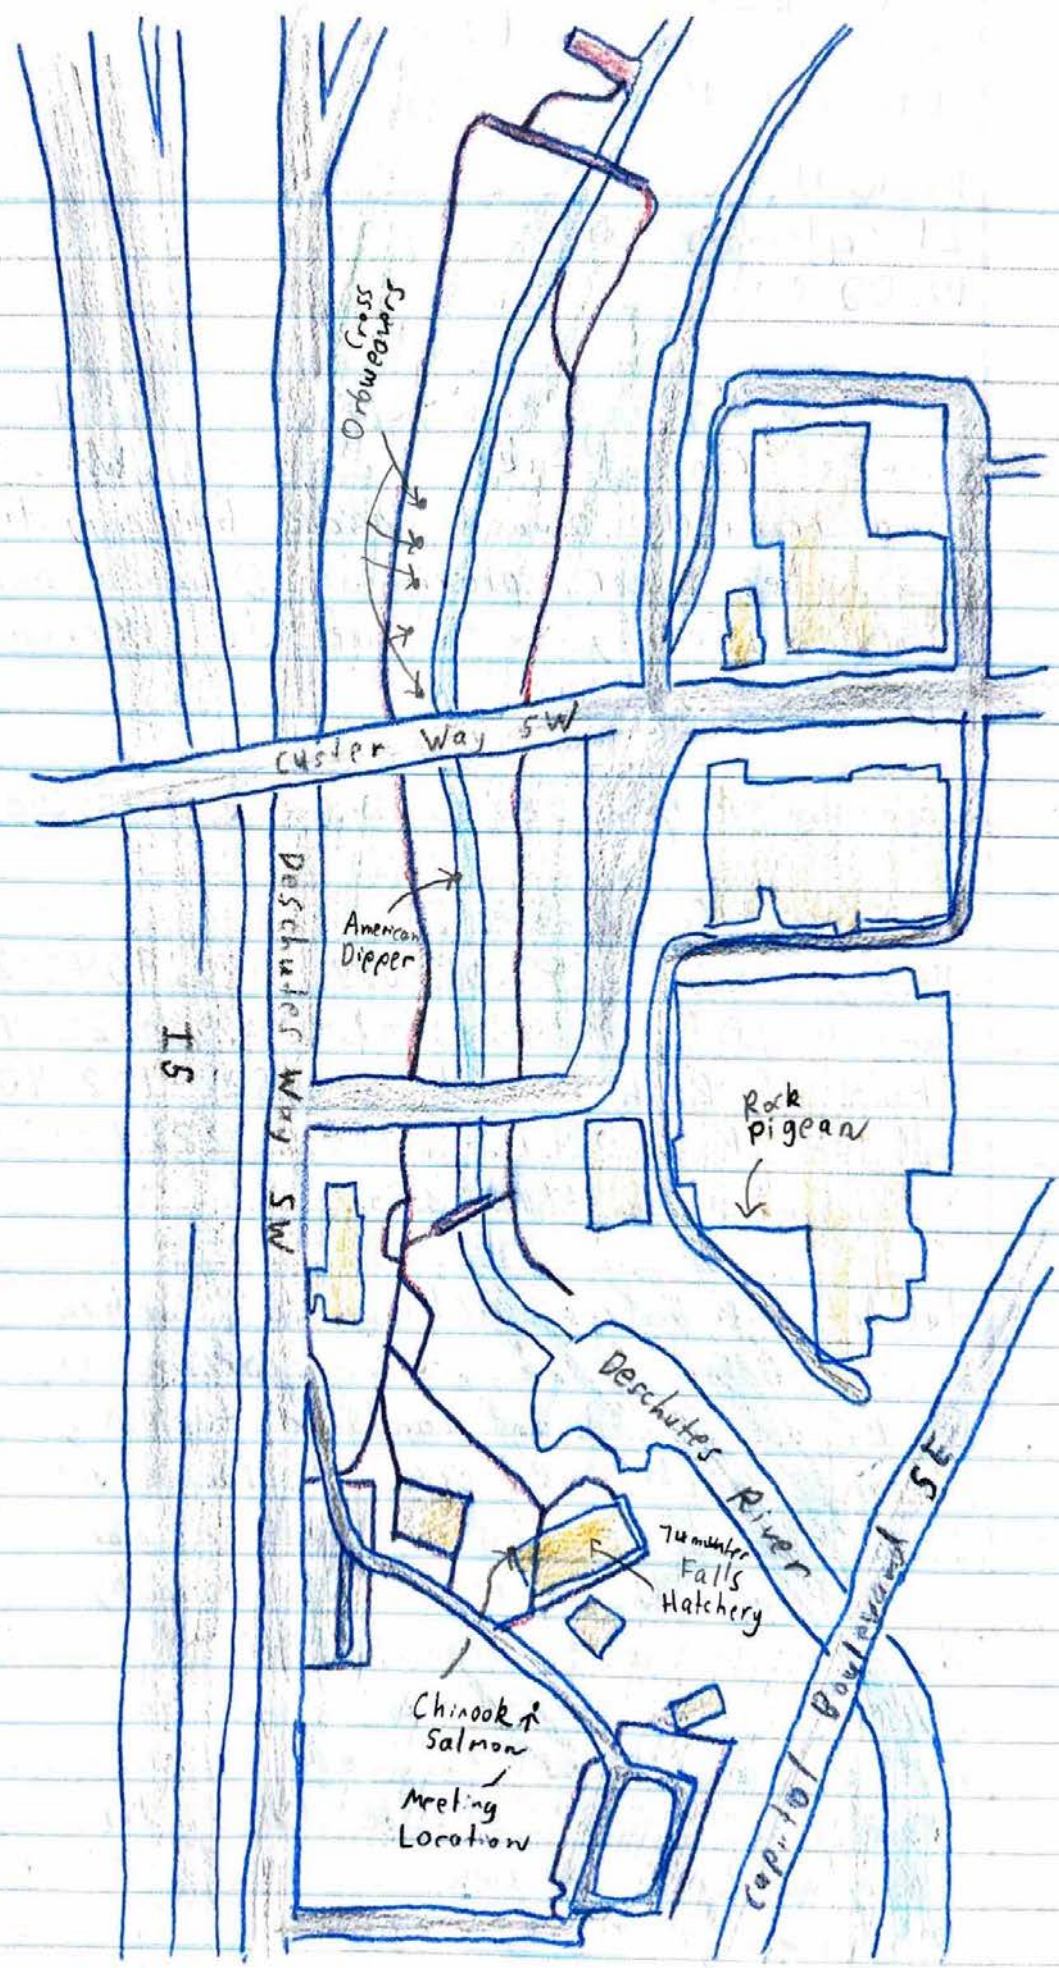 Cross
Orbweavers
Custer Way SW
Deschutes Way SW
American
Dipper
I5
Rock
pigean
Deschutes River
Tumwater
Falls
Hatchery
Capitol Boulevard SE
Chinook
Salmon
Meeting
Location